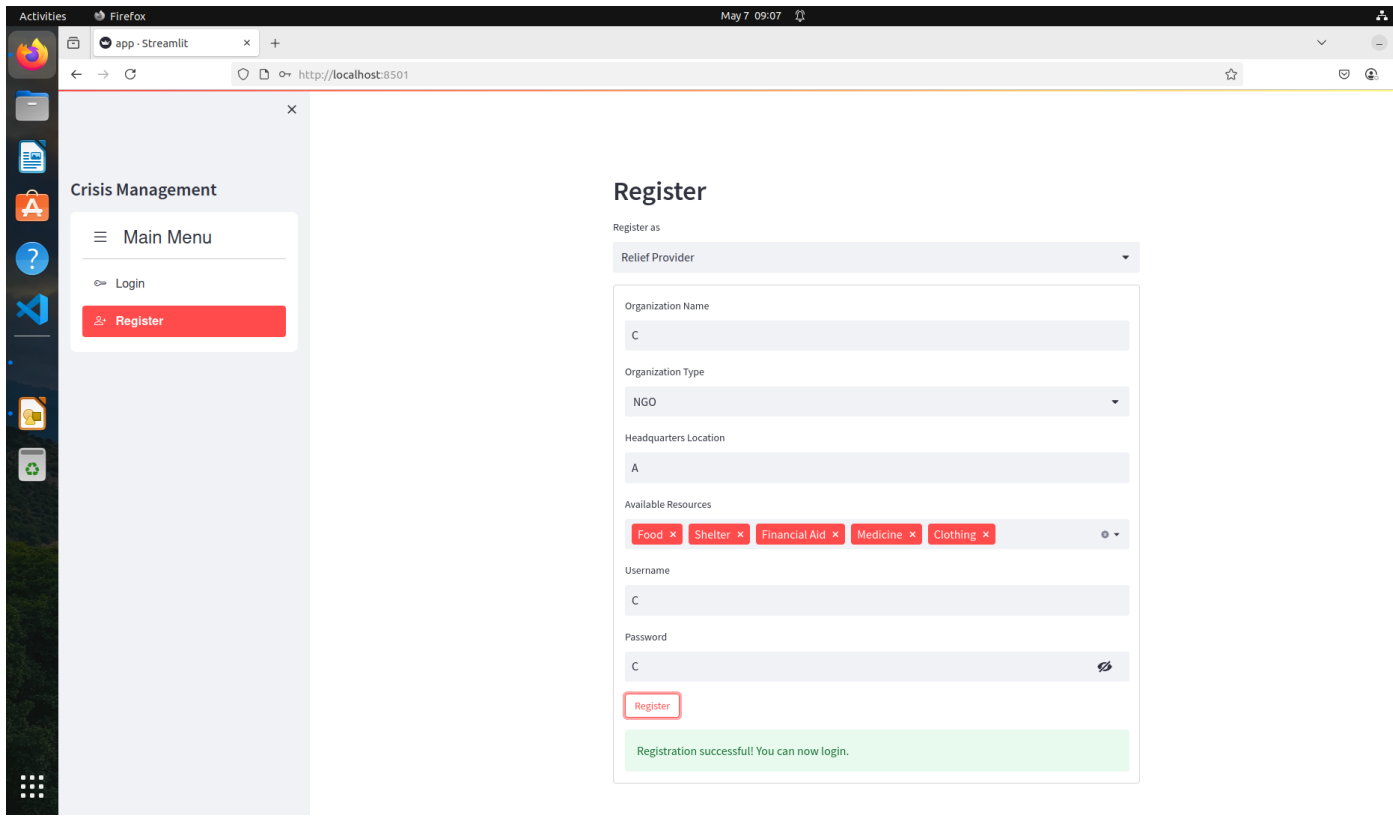 Activities Firefox May 7 09:07
app - Streamlit
http://localhost:8501
Crisis Management
Main Menu
Login
Register
Register
Register as
Relief Provider
Organization Name
C
Organization Type
NGO
Headquarters Location
A
Available Resources
Food Shelter Financial Aid Medicine Clothing
Username
C
Password
C
Register
Registration successful! You can now login.